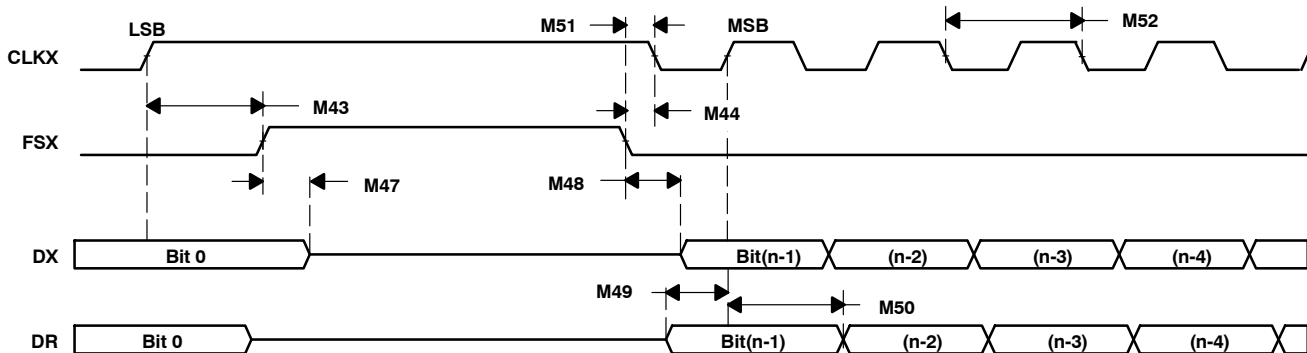 LSB M51 MSB M52
CLKX
M43 M44
FSX
M47 M48
DX Bit 0 Bit(n-1) (n-2) (n-3) (n-4)
M49 M50
DR Bit 0 Bit(n-1) (n-2) (n-3) (n-4)